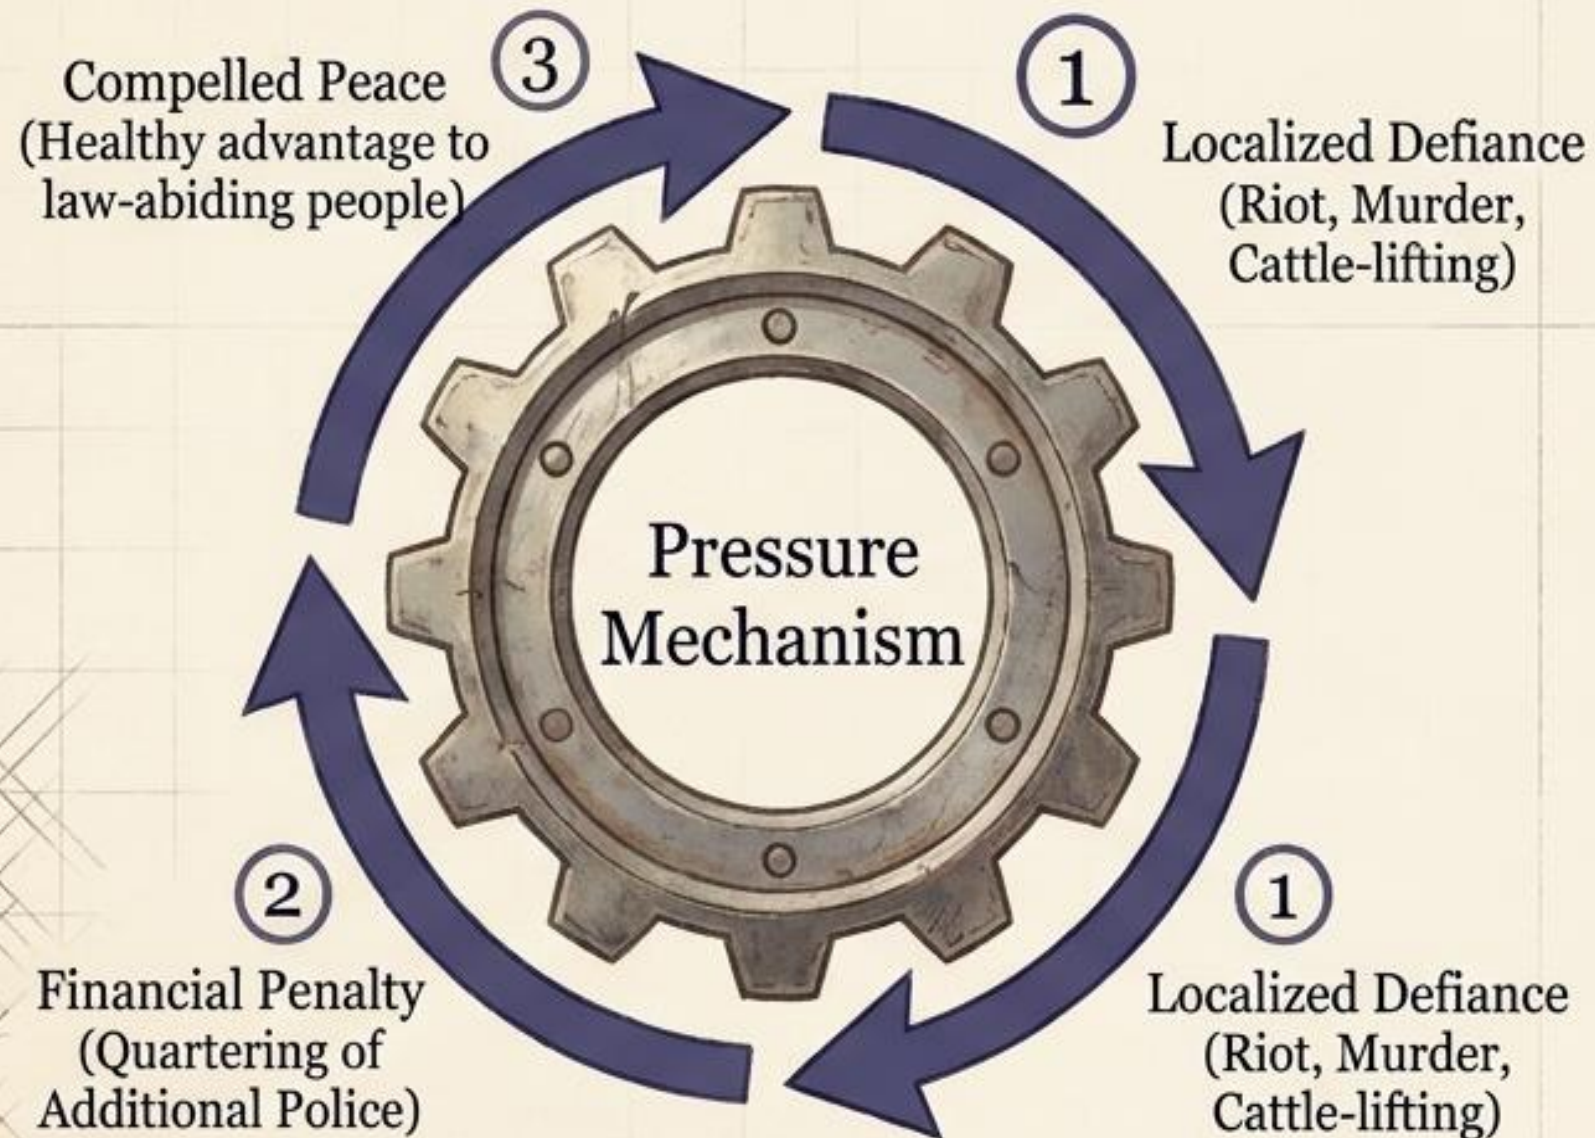 3
Compelled Peace
(Healthy advantage to
law-abiding people)
1
Localized Defiance
(Riot, Murder,
Cattle-lifting)
Pressure
Mechanism
2
Financial Penalty
(Quartering of
Additional Police)
1
Localized Defiance
(Riot, Murder,
Cattle-lifting)